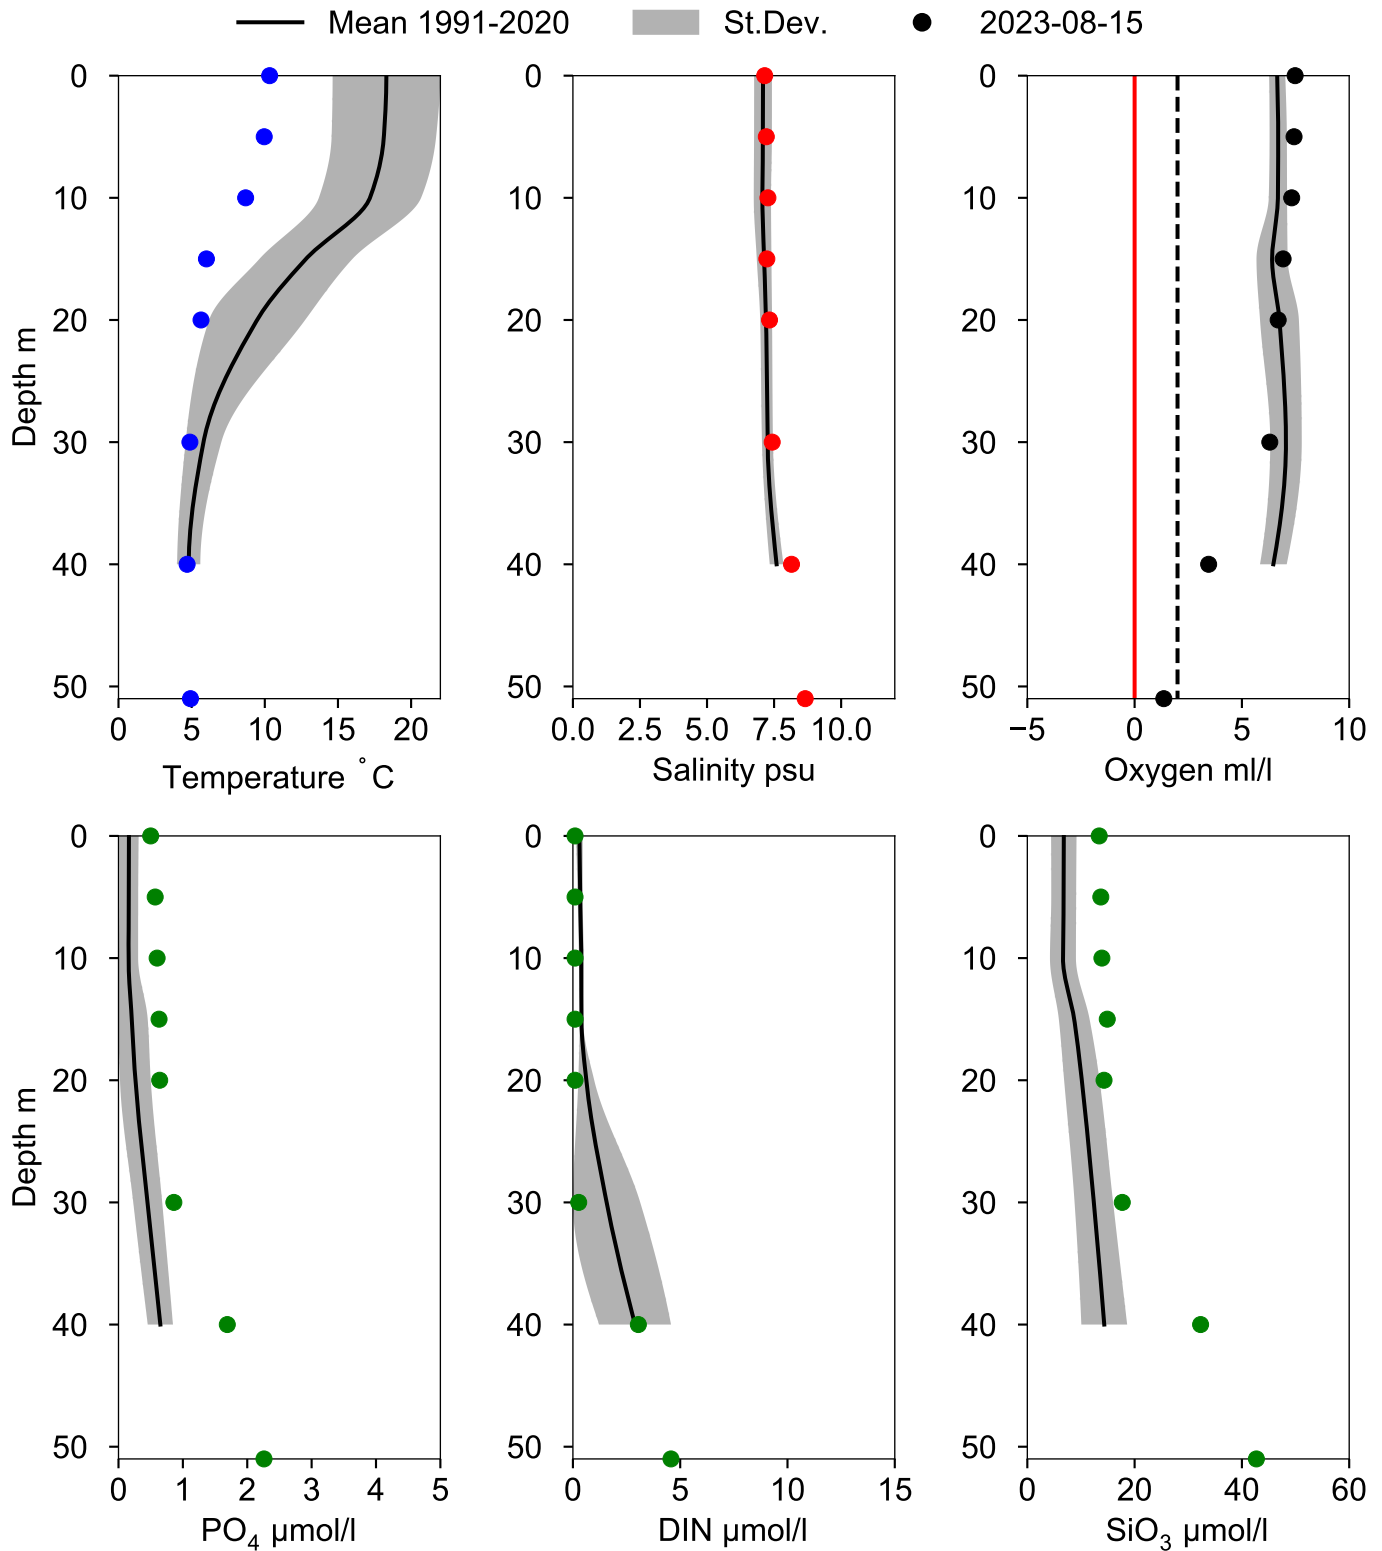 Mean 1991-2020 St.Dev. 2023-08-15
0 0 0
10 10 10
20 20 20
30 30 30
40 40 40
50 50 50
Depth m
0 5 10 15 20 0.0 2.5 5.0 7.5 10.0 −5 0 5 10
Temperature ˚C Salinity psu Oxygen ml/l
0 0 0
10 10 10
20 20 20
30 30 30
40 40 40
50 50 50
Depth m
0 1 2 3 4 5 0 5 10 15 0 20 40 60
PO₄ µmol/l DIN µmol/l SiO₃ µmol/l